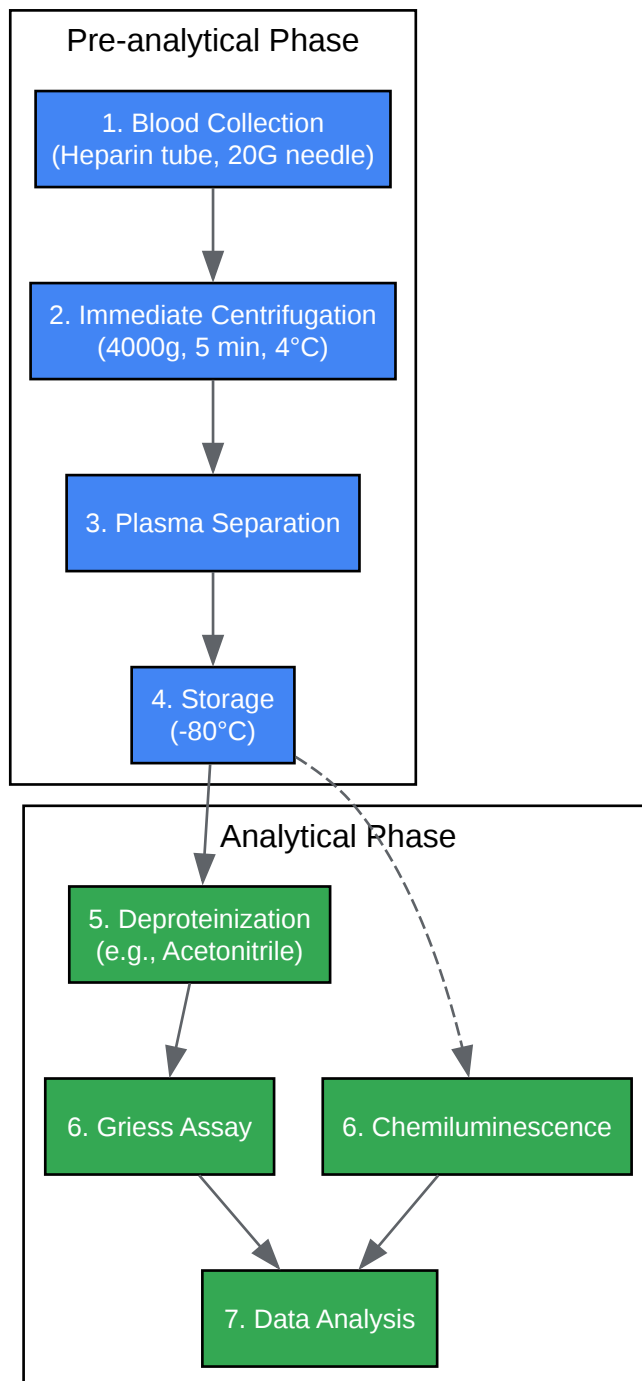 Pre-analytical Phase
1. Blood Collection
(Heparin tube, 20G needle)
2. Immediate Centrifugation
(4000g, 5 min, 4°C)
3. Plasma Separation
4. Storage
(-80°C)
Analytical Phase
5. Deproteinization
(e.g., Acetonitrile)
6. Griess Assay
6. Chemiluminescence
7. Data Analysis